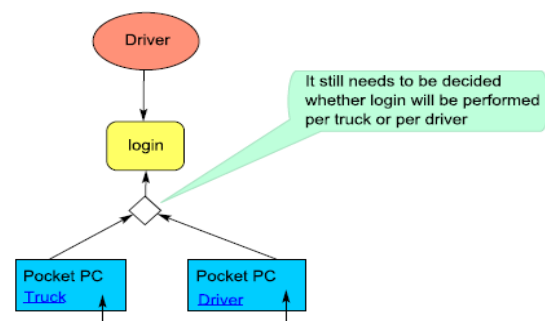 Driver
It still needs to be decided
whether login will be performed
per truck or per driver
login
Pocket PC
Truck
Pocket PC
Driver